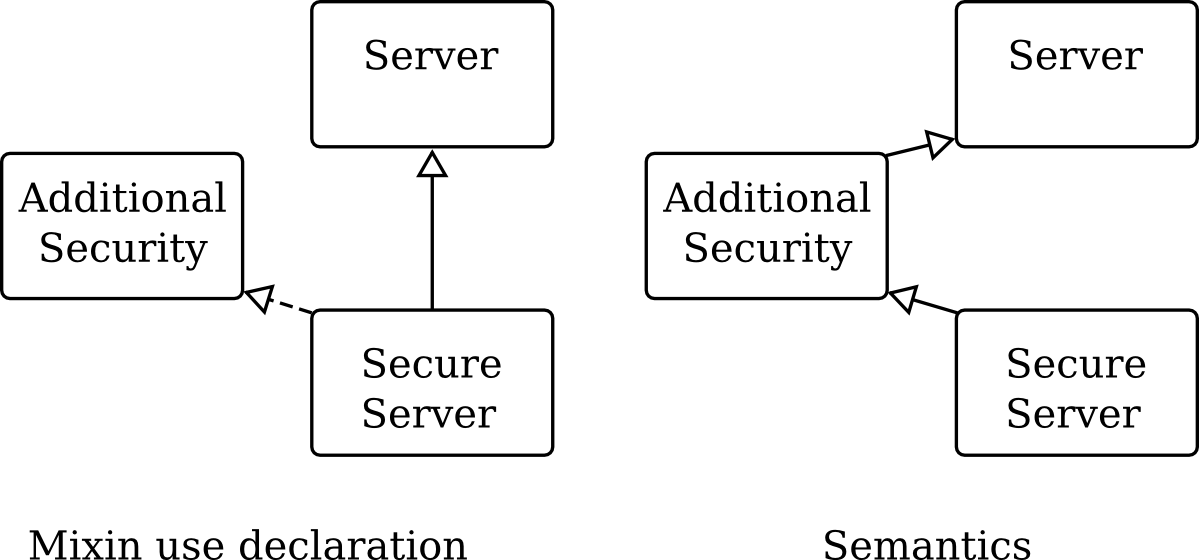 Server
Additional
Security
Secure
Server
Mixin use declaration
Server
Additional
Security
Secure
Server
Semantics